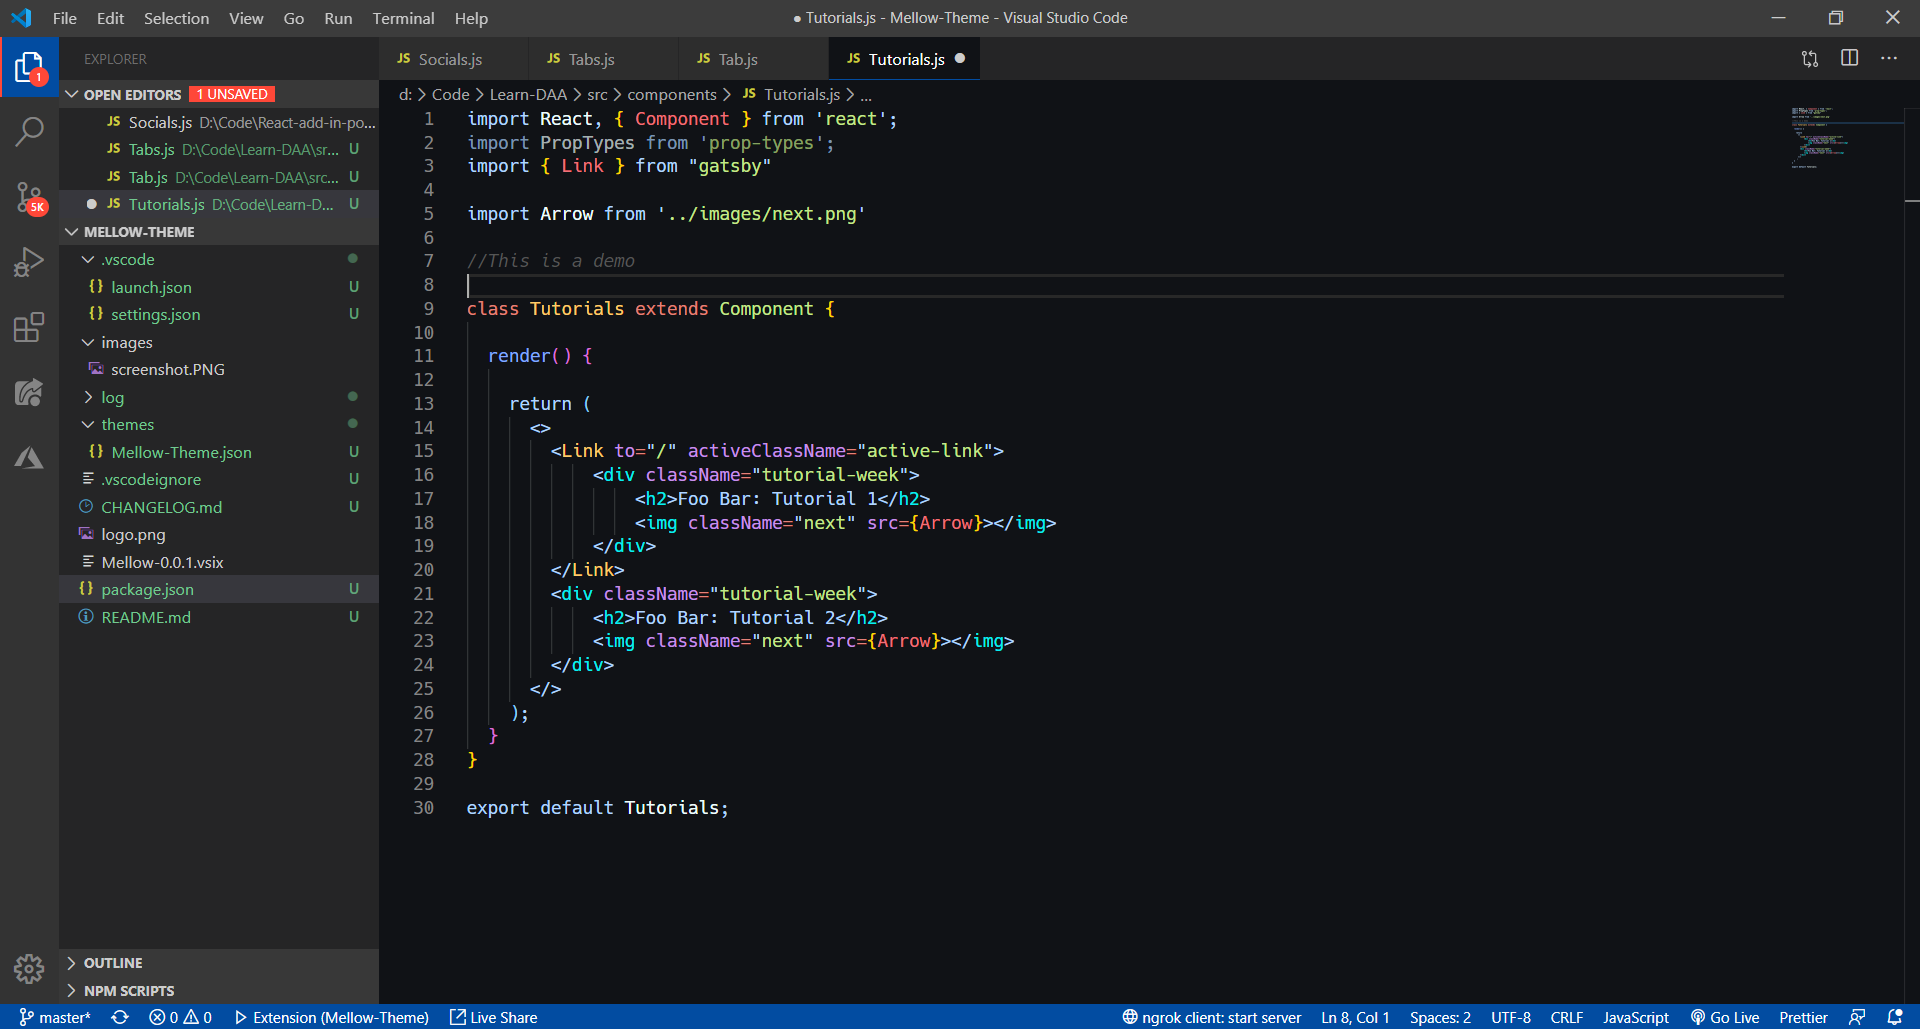 File Edit Selection View Go Run Terminal Help
● Tutorials.js - Mellow-Theme - Visual Studio Code
EXPLORER
JS Socials.js
JS Tabs.js
JS Tab.js
JS Tutorials.js ●
1
OPEN EDITORS 1 UNSAVED
JS Socials.js D:\Code\React-add-in-po...
JS Tabs.js D:\Code\Learn-DAA\sr... U
JS Tab.js D:\Code\Learn-DAA\src... U
● JS Tutorials.js D:\Code\Learn-D... U
5K
MELLOW-THEME
.vscode
{} launch.json U
{} settings.json U
images
screenshot.PNG
log
themes
{} Mellow-Theme.json U
.vscodeignore U
CHANGELOG.md U
logo.png
Mellow-0.0.1.vsix
{} package.json U
README.md U
OUTLINE
NPM SCRIPTS
d: > Code > Learn-DAA > src > components > JS Tutorials.js > ...
1 import React, { Component } from 'react';
2 import PropTypes from 'prop-types';
3 import { Link } from "gatsby"
4
5 import Arrow from '../images/next.png'
6
7 //This is a demo
8
9 class Tutorials extends Component {
10
11 render() {
12
13 return (
14 <>
15 <Link to="/" activeClassName="active-link">
16 <div className="tutorial-week">
17 <h2>Foo Bar: Tutorial 1</h2>
18 <img className="next" src={Arrow}></img>
19 </div>
20 </Link>
21 <div className="tutorial-week">
22 <h2>Foo Bar: Tutorial 2</h2>
23 <img className="next" src={Arrow}></img>
24 </div>
25 </>
26 );
27 }
28 }
29
30 export default Tutorials;
master* 0 0 Extension (Mellow-Theme) Live Share
ngrok client: start server Ln 8, Col 1 Spaces: 2 UTF-8 CRLF JavaScript Go Live Prettier